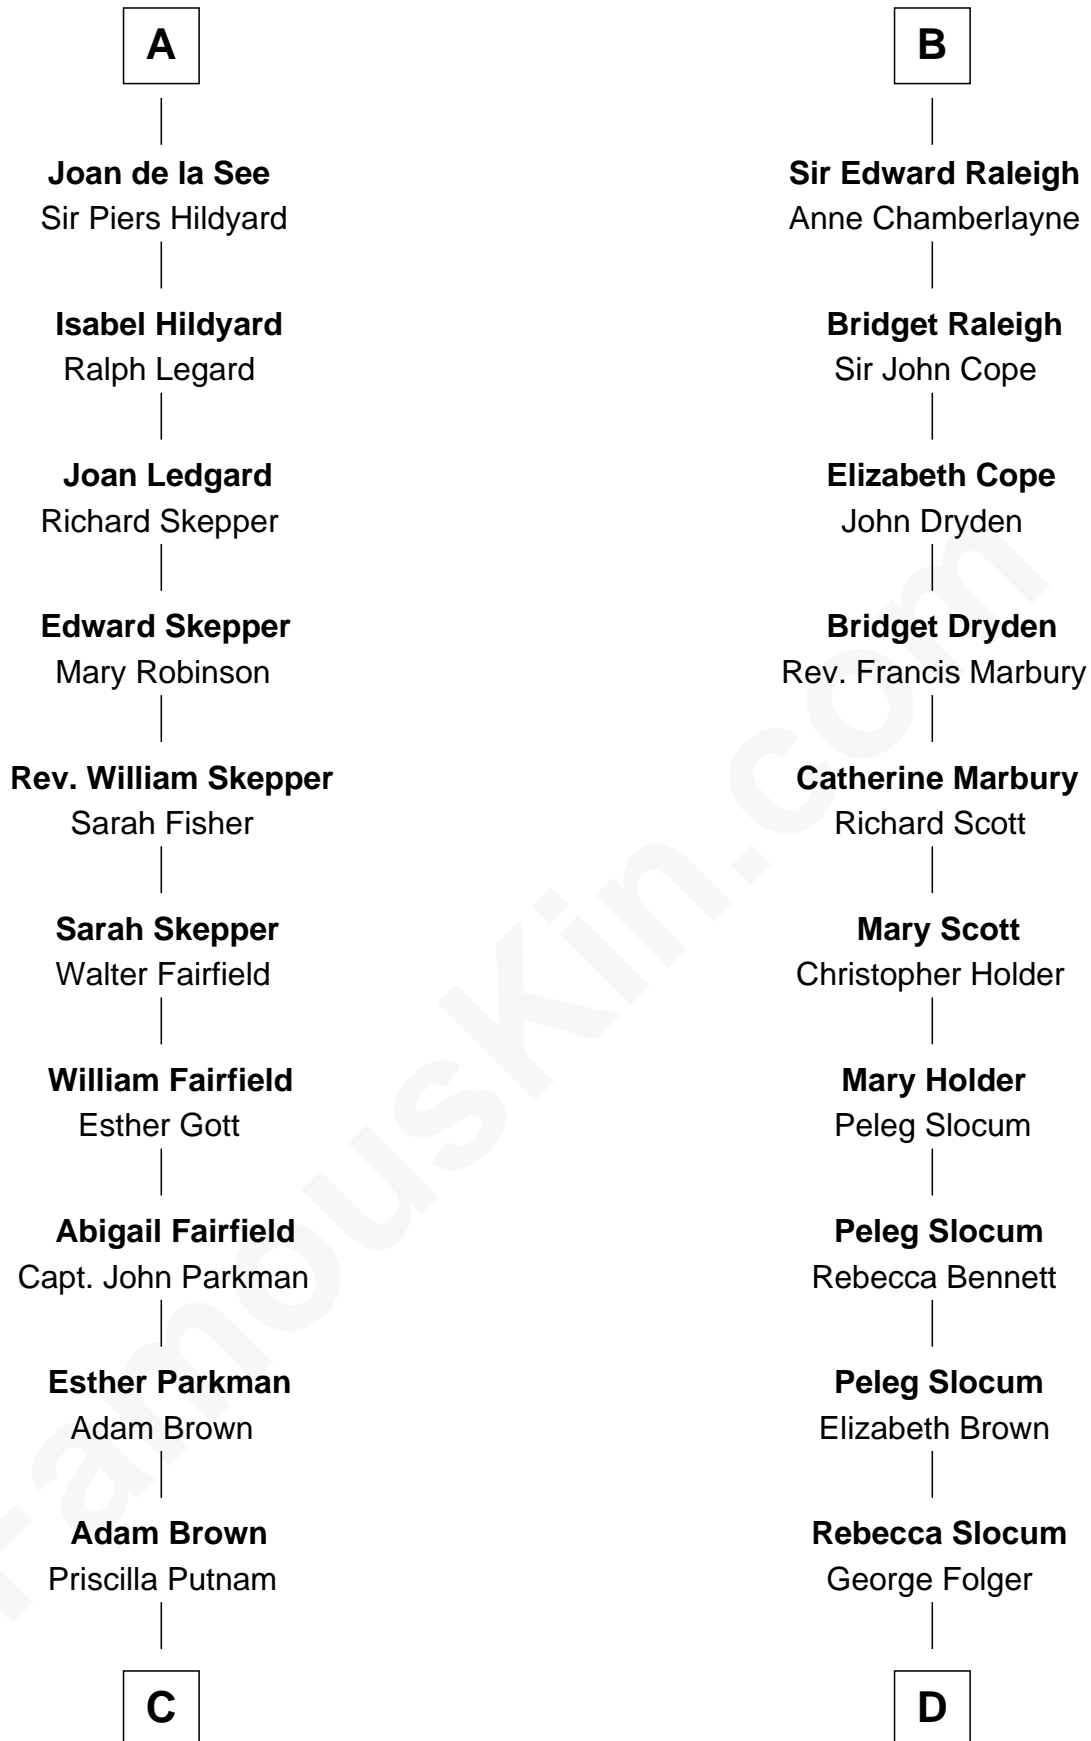 A
Joan de la See
Sir Piers Hildyard
Isabel Hildyard
Ralph Legard
Joan Ledgard
Richard Skepper
Edward Skepper
Mary Robinson
Rev. William Skepper
Sarah Fisher
Sarah Skepper
Walter Fairfield
William Fairfield
Esther Gott
Abigail Fairfield
Capt. John Parkman
Esther Parkman
Adam Brown
Adam Brown
Priscilla Putnam
C
B
Sir Edward Raleigh
Anne Chamberlayne
Bridget Raleigh
Sir John Cope
Elizabeth Cope
John Dryden
Bridget Dryden
Rev. Francis Marbury
Catherine Marbury
Richard Scott
Mary Scott
Christopher Holder
Mary Holder
Peleg Slocum
Peleg Slocum
Rebecca Bennett
Peleg Slocum
Elizabeth Brown
Rebecca Slocum
George Folger
D
FamousKin.com